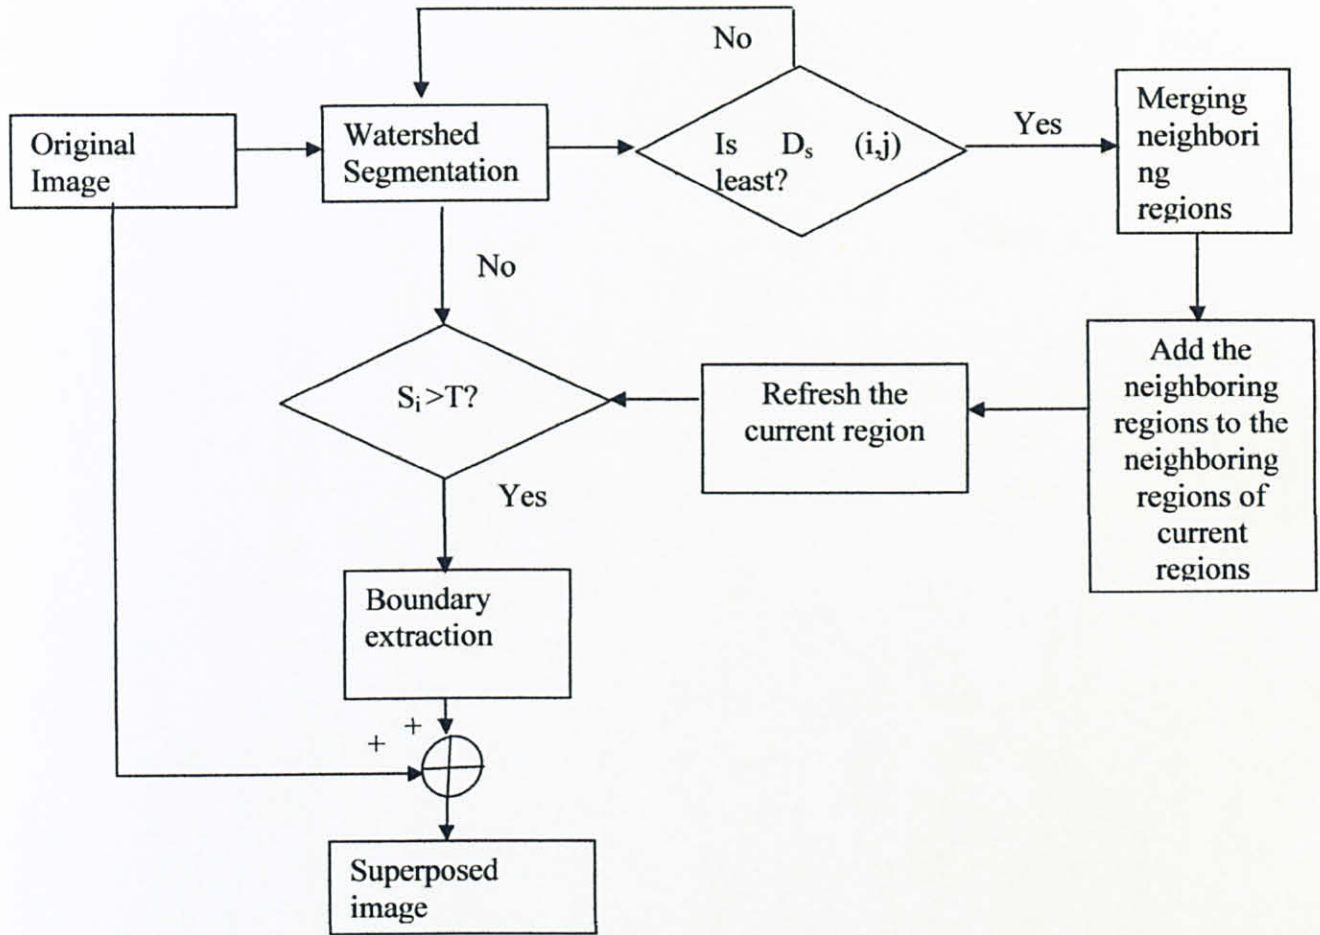 No
Original
Image
Watershed
Segmentation
Is D_s (i,j)
least?
Yes
Merging
neighbori
ng
regions
No
S_i >T?
Refresh the
current region
Add the
neighboring
regions to the
neighboring
regions of
current
regions
Yes
Boundary
extraction
+
+
Superposed
image